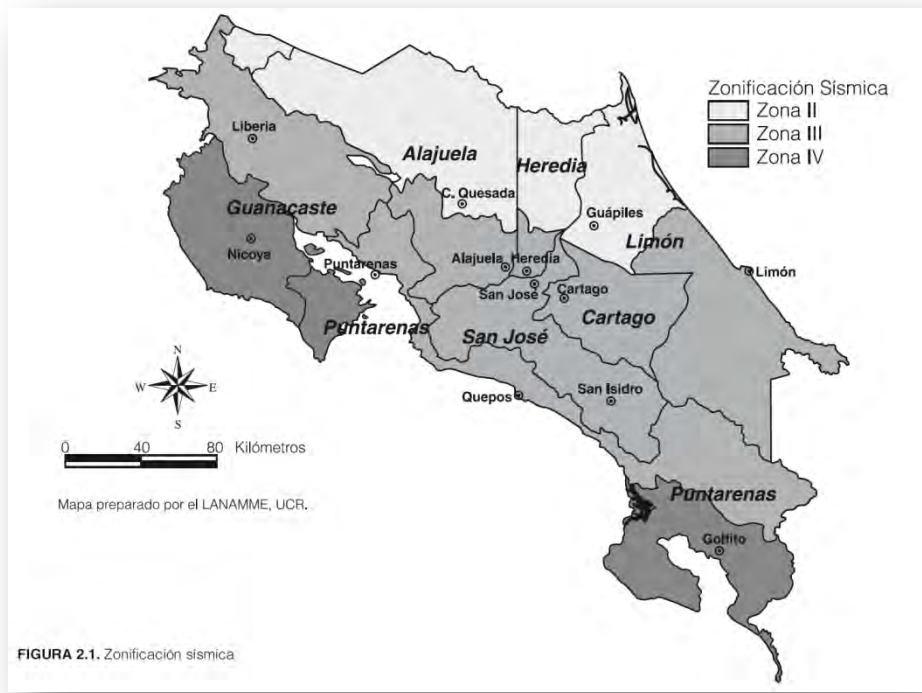 Zonificación Sísmica
Zona II
Zona III
Zona IV
Liberia
Alajuela
Heredia
C. Quesada
Guápiles
Guanacaste
Limón
Nicoya
Puntarenas
Alajuela
Heredia
Limón
San José
Cartago
Puntarenas
San José
Cartago
N
W
E
S
Quepos
San Isidro
0
40
80
Kilómetros
Mapa preparado por el LANAMME, UCR.
Puntarenas
Golfito
FIGURA 2.1. Zonificación sísmica